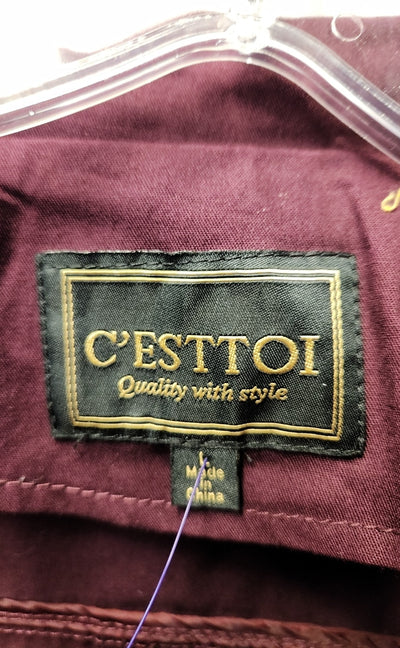 C'ESTTOI
Quality with style
L
Made
in
China